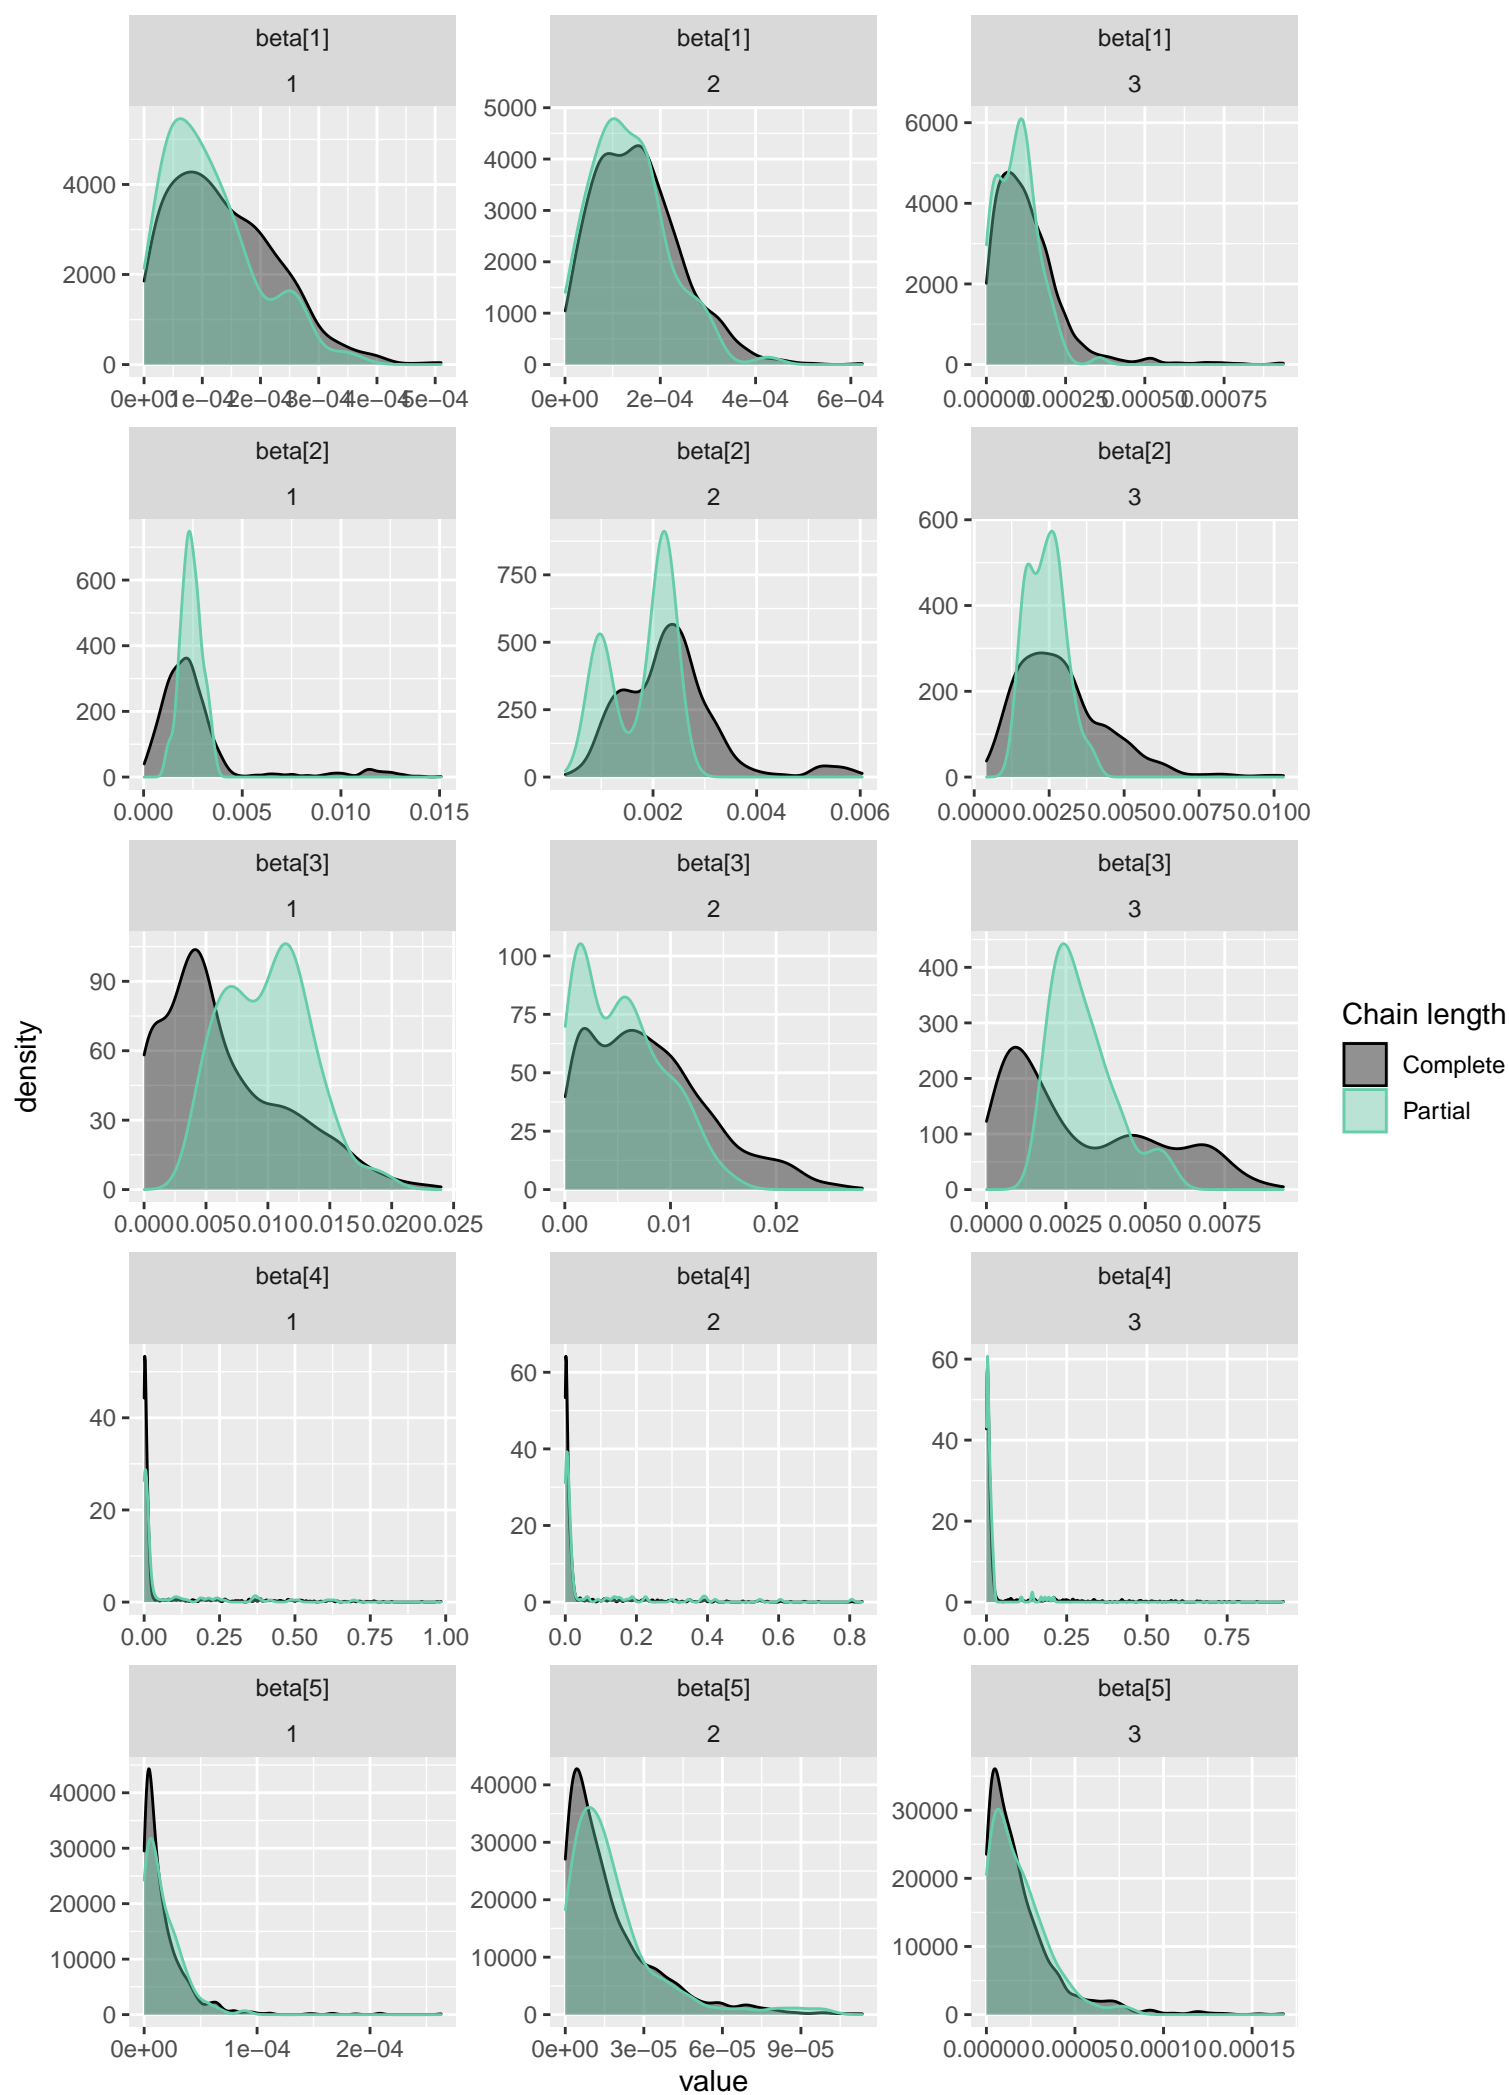 beta[1] beta[1] beta[1]
1 2 3
0 2000 4000
0 1000 2000 3000 4000 5000
0 2000 4000 6000
0e+00 1e−04 2e−04 3e−04 4e−04 5e−04
0e+00 2e−04 4e−04 6e−04
0.00000 0.00025 0.00050 0.00075
beta[2] beta[2] beta[2]
1 2 3
0 200 400 600
0 250 500 750
0 200 400 600
0.000 0.005 0.010 0.015
0.002 0.004 0.006
0.0000 0.0025 0.0050 0.0075 0.0100
beta[3] beta[3] beta[3]
1 2 3
0 30 60 90
0 25 50 75 100
0 100 200 300 400
0.000 0.005 0.010 0.015 0.020 0.025
0.00 0.01 0.02
0.0000 0.0025 0.0050 0.0075
beta[4] beta[4] beta[4]
1 2 3
0 20 40
0 20 40 60
0 20 40 60
0.00 0.25 0.50 0.75 1.00
0.0 0.2 0.4 0.6 0.8
0.00 0.25 0.50 0.75
beta[5] beta[5] beta[5]
1 2 3
0 10000 20000 30000 40000
0 10000 20000 30000 40000
0 10000 20000 30000
0e+00 1e−04 2e−04
0e+00 3e−05 6e−05 9e−05
0.00000 0.00005 0.00010 0.00015
value
density
Chain length
Complete
Partial